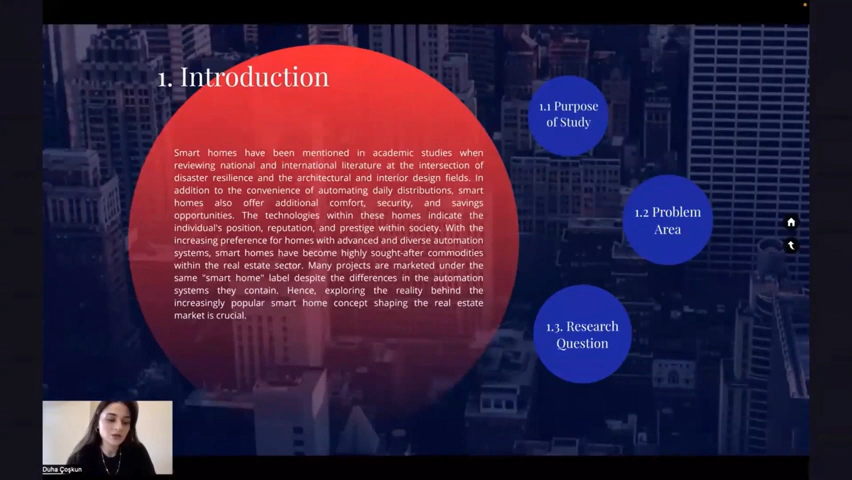 1. Introduction
Smart homes have been mentioned in academic studies when
reviewing national and international literature at the intersection of
disaster resilience and the architectural and interior design fields. In
addition to the convenience of automating daily distributions, smart
homes also offer additional comfort, security, and savings
opportunities. The technologies within these homes indicate the
individual's position, reputation, and prestige within society. With the
increasing preference for homes with advanced and diverse automation
systems, smart homes have become highly sought-after commodities
within the real estate sector. Many projects are marketed under the
same "smart home" label despite the differences in the automation
systems they contain. Hence, exploring the reality behind the
increasingly popular smart home concept shaping the real estate
market is crucial.
1.1 Purpose
of Study
1.2 Problem
Area
1.3. Research
Question
Duha Çoşkun